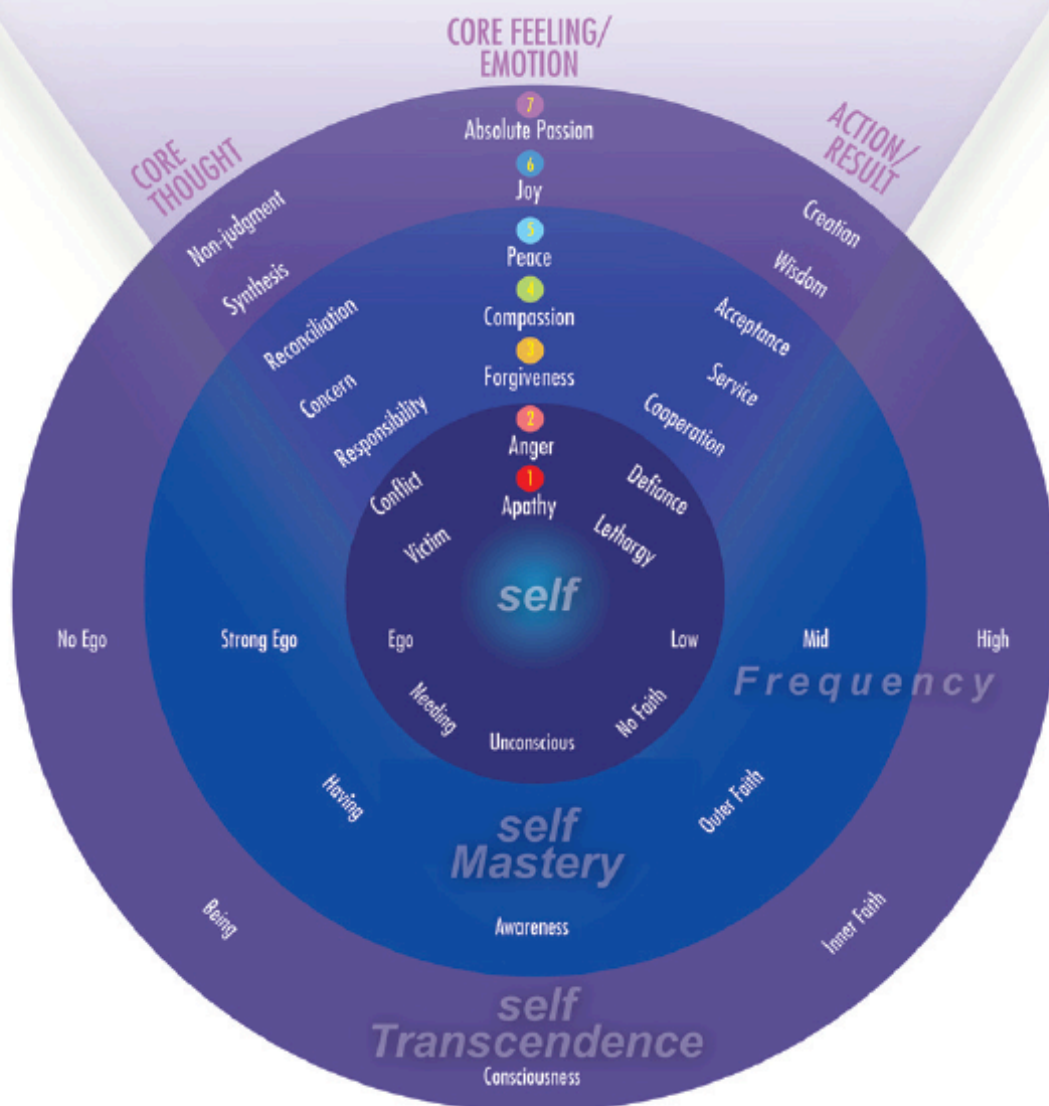 CORE FEELING/
EMOTION
CORE
THOUGHT
ACTION/
RESULT
7
Absolute Passion
6
Joy
Non-judgment
Creation
5
Peace
Synthesis
Wisdom
4
Compassion
Reconciliation
Acceptance
3
Forgiveness
Concern
Service
Responsibility
Cooperation
2
Anger
Conflict
Defiance
1
Apathy
Victim
Lethargy
self
No Ego
Strong Ego
Ego
Low
Mid
High
Frequency
Needing
No Faith
Unconscious
Having
Outer Faith
self
Mastery
Being
Awareness
Inner Faith
self
Transcendence
Consciousness